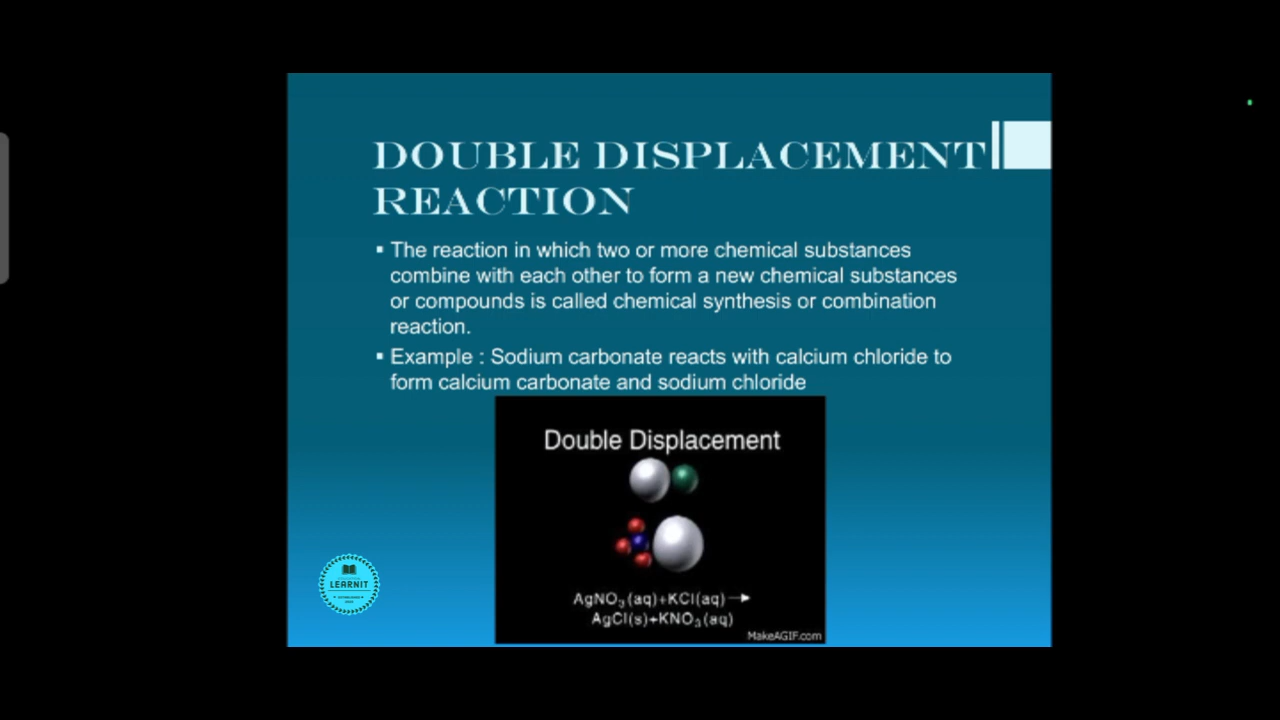 DOUBLE DISPLACEMENT
REACTION
▪ The reaction in which two or more chemical substances
combine with each other to form a new chemical substances
or compounds is called chemical synthesis or combination
reaction.
▪ Example : Sodium carbonate reacts with calcium chloride to
form calcium carbonate and sodium chloride
Double Displacement
AgNO₃(aq)+KCl(aq)→
AgCl(s)+KNO₃(aq)
MakeAGIF.com
LEARNIT